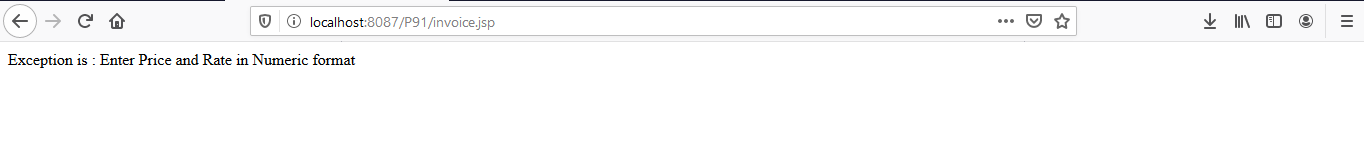 localhost:8087/P91/invoice.jsp
Exception is : Enter Price and Rate in Numeric format